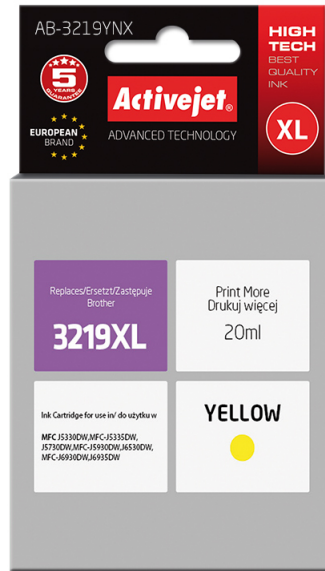 AB-3219YNX
HIGH
TECH
BEST
QUALITY
INK
5
YEARS
GUARANTEE
Activejet®
EUROPEAN
BRAND
ADVANCED TECHNOLOGY
XL
Replaces/Ersetzt/Zastępuje
Brother
3219XL
Print More
Drukuj więcej
20ml
Ink Cartridge for use in/ do użytku w
MFC J5330DW,MFC-J5335DW,
J5730DW,MFC-J5930DW,J6530DW,
MFC-J6930DW,J6935DW
YELLOW